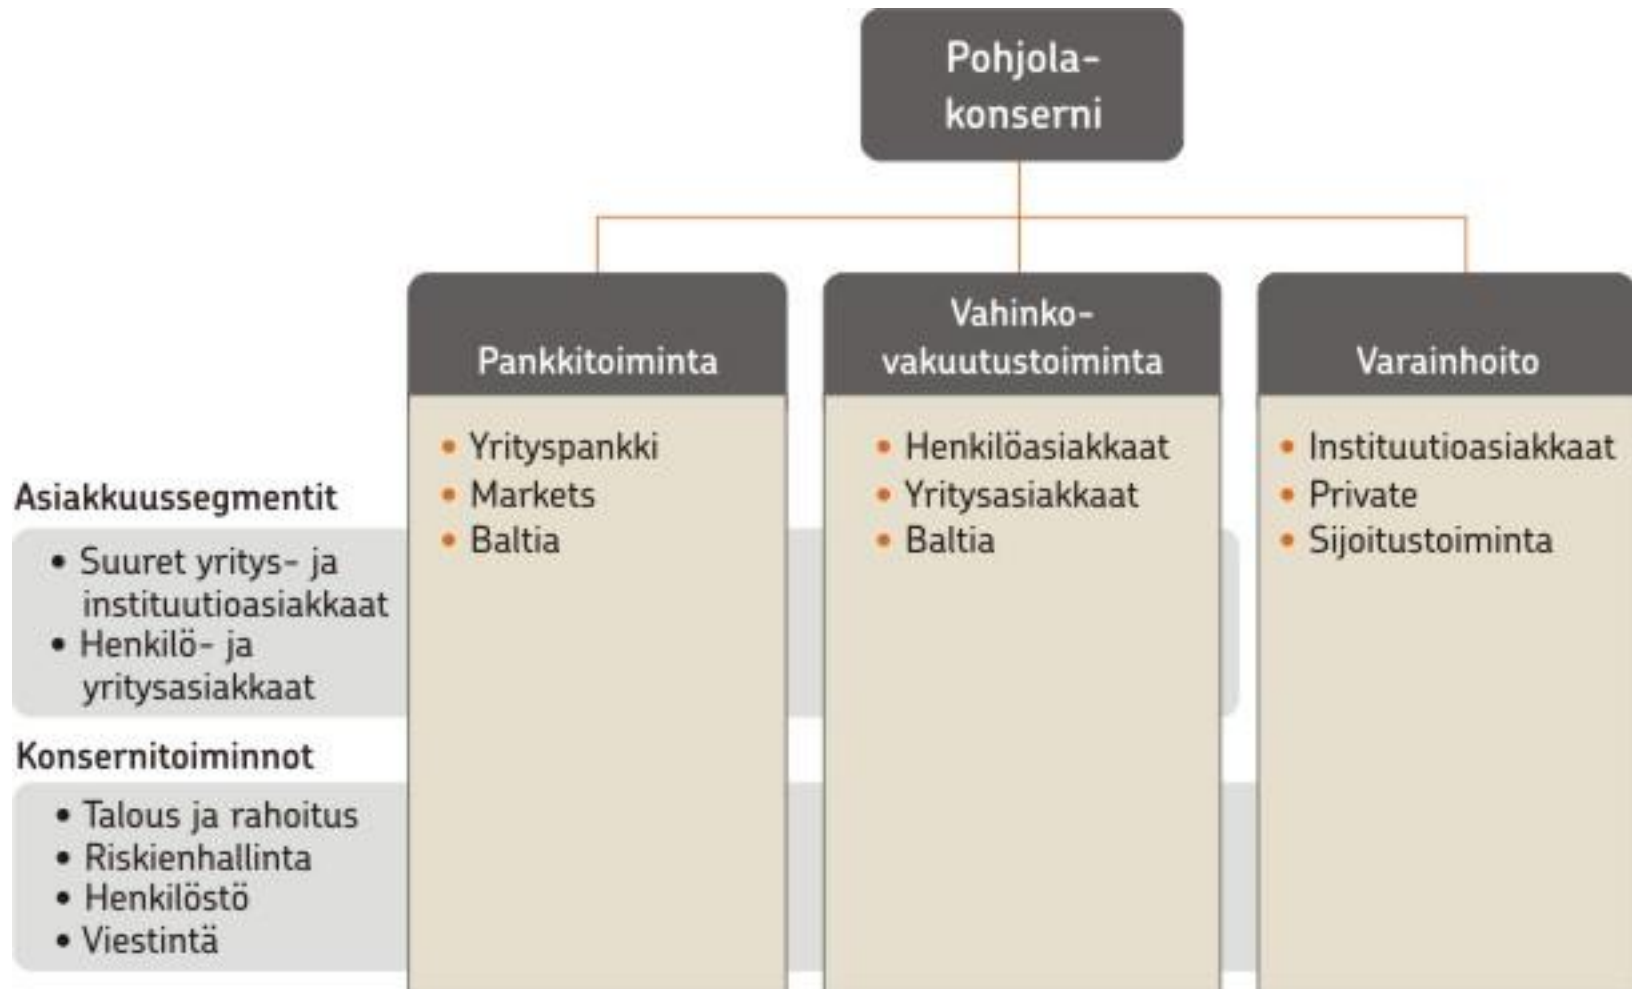 Pohjola-
konserni
Pankkitoiminta
Vahinko-
vakuutustoiminta
Varainhoito
• Yrityspankki
• Markets
• Baltia
• Henkilöasiakkaat
• Yritysasiakkaat
• Baltia
• Instituutioasiakkaat
• Private
• Sijoitustoiminta
Asiakkuussegmentit
• Suuret yritys- ja
instituutioasiakkaat
• Henkilö- ja
yritysasiakkaat
Konsernitoiminnot
• Talous ja rahoitus
• Riskienhallinta
• Henkilöstö
• Viestintä